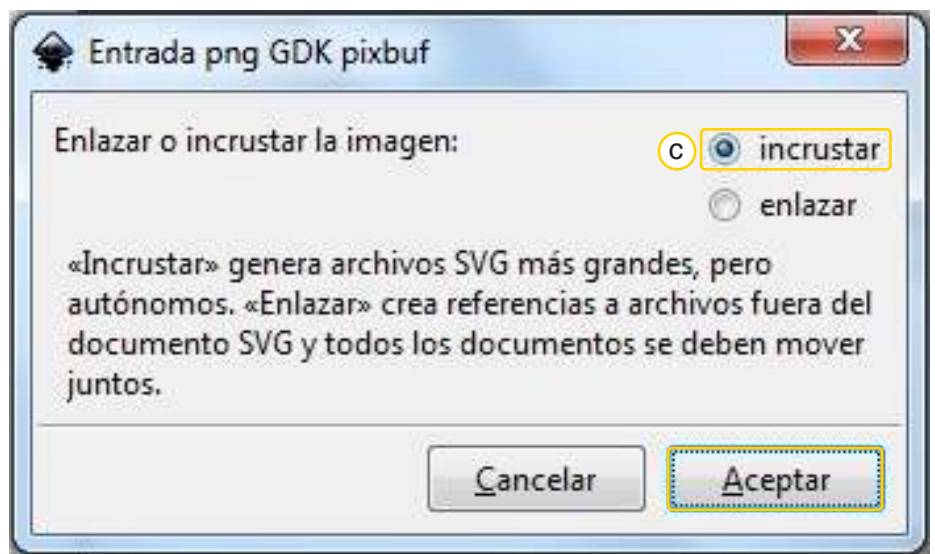 Entrada png GDK pixbuf
Enlazar o incrustar la imagen:
c
incrustar
enlazar
«Incrustar» genera archivos SVG más grandes, pero
autónomos. «Enlazar» crea referencias a archivos fuera del
documento SVG y todos los documentos se deben mover
juntos.
Cancelar
Aceptar